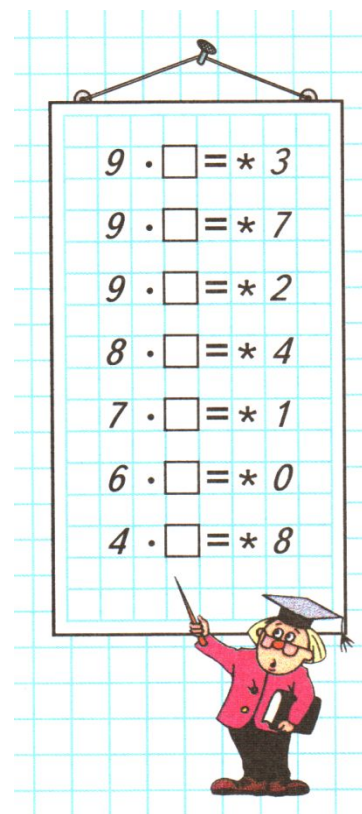 9 · □ = * 3
9 · □ = * 7
9 · □ = * 2
8 · □ = * 4
7 · □ = * 1
6 · □ = * 0
4 · □ = * 8